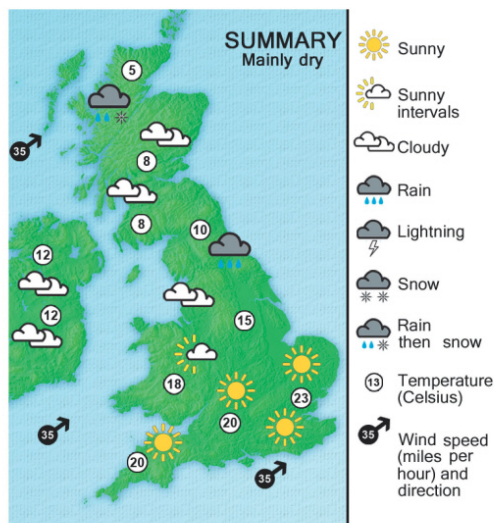 SUMMARY
Mainly dry
5
35
8
8
10
12
12
15
18
23
20
20
35
35
Sunny
Sunny
intervals
Cloudy
Rain
Lightning
Snow
Rain
then snow
13 Temperature
(Celsius)
35 Wind speed
(miles per
hour) and
direction